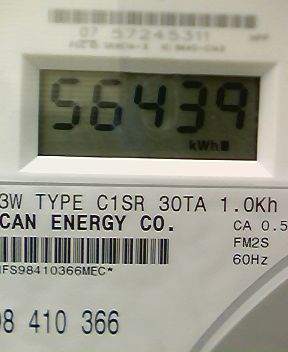 07 57245311
56439
kWh
3W TYPE C1SR 30TA 1.0Kh
CAN ENERGY CO.
CA 0.5
FM2S
IFS98410366MEC*
60Hz
98 410 366